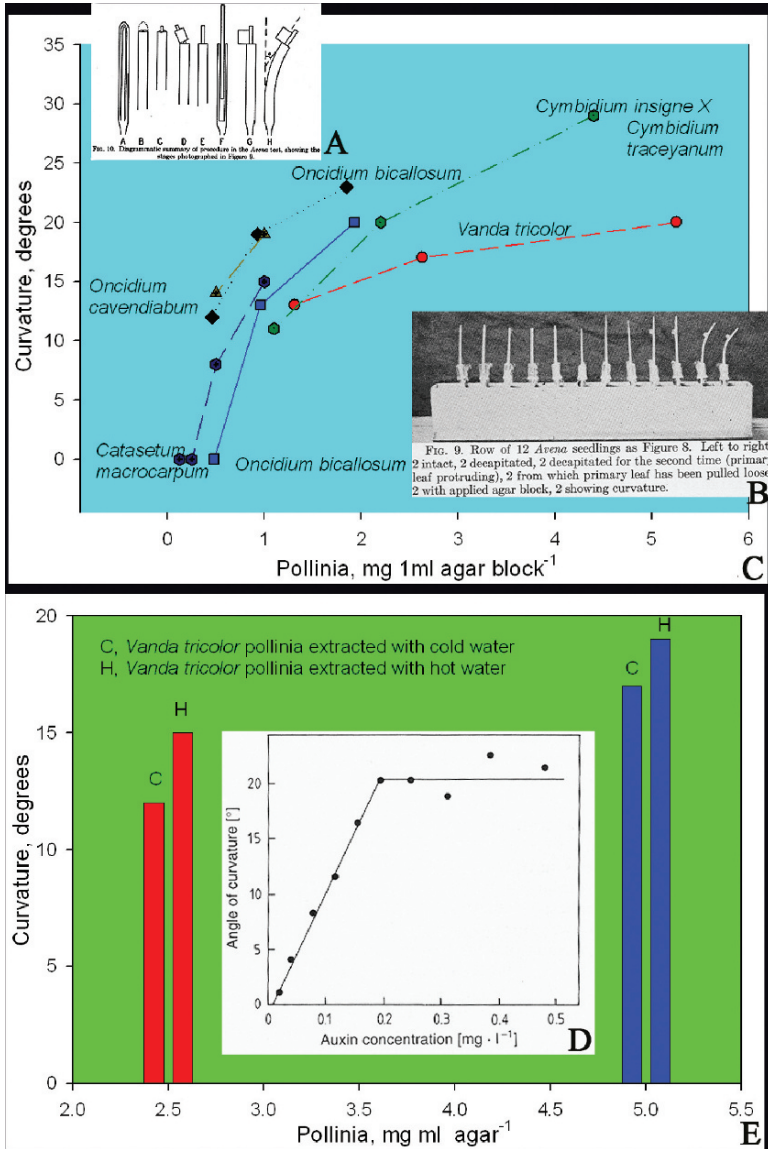 35
30
25
20
15
10
5
0
Curvature, degrees
A B C D E F G H
FIG. 10. Diagrammatic summary of procedure in the Avena test, showing the
stages photographed in Figure 9.
A
Cymbidium insigne X
Cymbidium
traceyanum
Oncidium bicallosum
Vanda tricolor
Oncidium
cavendiabum
Catasetum
macrocarpum
Oncidium bicallosum
FIG. 9. Row of 12 Avena seedlings as Figure 8. Left to right
2 intact, 2 decapitated, 2 decapitated for the second time (primary
leaf protruding), 2 from which primary leaf has been pulled loose
2 with applied agar block, 2 showing curvature.
B
0 1 2 3 4 5 6
Pollinia, mg 1ml agar block-1
C
20
15
10
5
0
Curvature, degrees
C, Vanda tricolor pollinia extracted with cold water
H, Vanda tricolor pollinia extracted with hot water
C
H
C
H
20
15
10
5
0
Angle of curvature [°]
0 0.1 0.2 0.3 0.4 0.5
Auxin concentration [mg · l-1]
D
2.0 2.5 3.0 3.5 4.0 4.5 5.0 5.5
Pollinia, mg ml agar-1
E